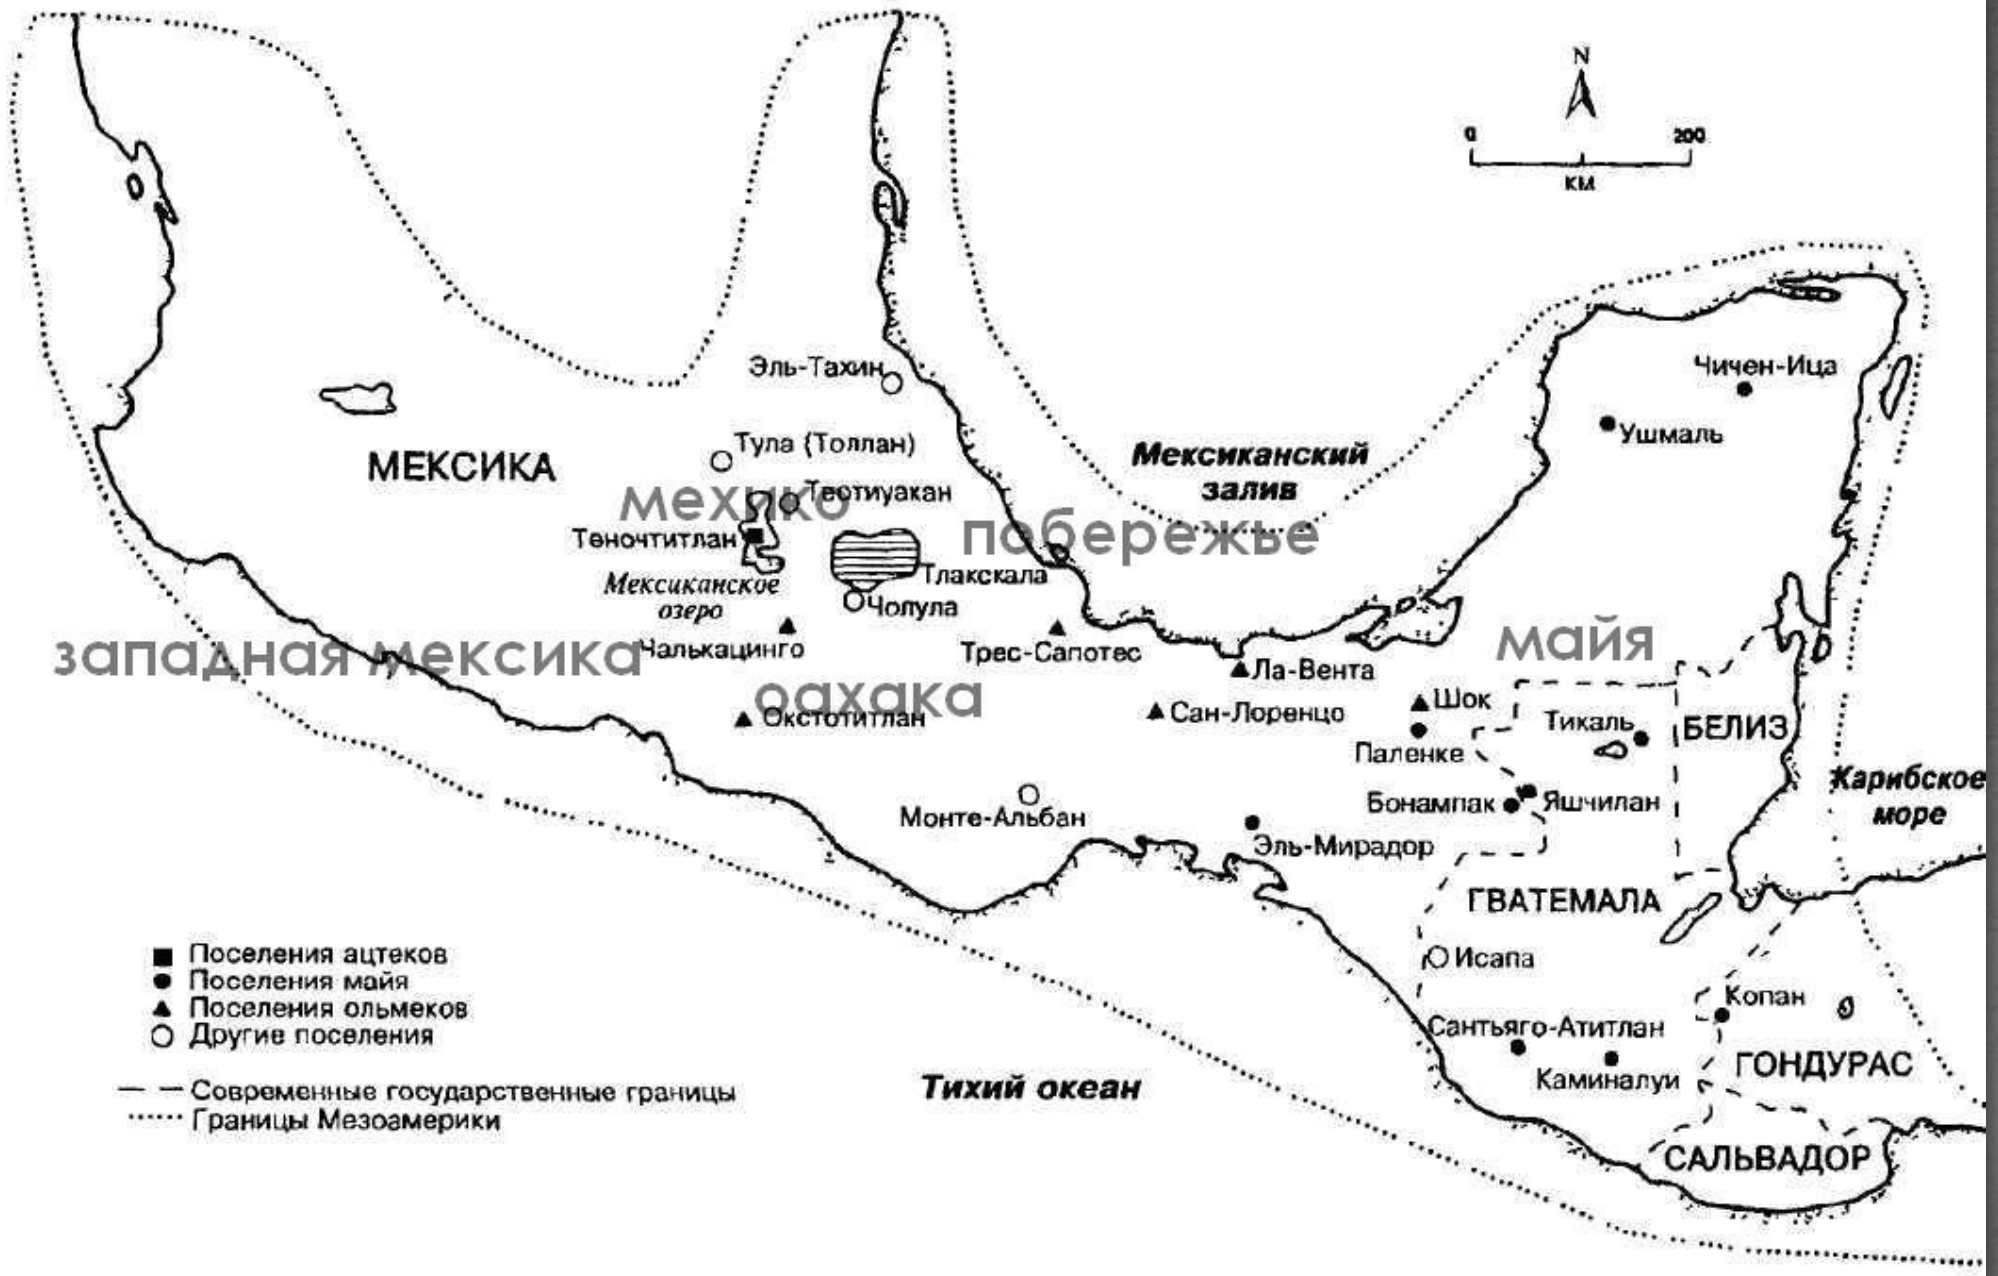 N
0 200
КМ
Чичен-Ица
Эль-Тахин
Ушмаль
Тула (Толлан)
Мексиканский
залив
МЕКСИКА
мехико
Теотиуакан
побережье
Теночтитлан
Тлакскала
Мексиканское
озеро
Чолула
западная мексика
Чалькацинго
Трес-Сапотес
майя
Ла-Вента
оахака
Окстотитлан
Сан-Лоренцо
Шок
Тикаль
БЕЛИЗ
Паленке
Карибское
море
Бонампак
Яшчилан
Монте-Альбан
Эль-Мирадор
ГВАТЕМАЛА
Исапа
Поселения ацтеков
Поселения майя
Поселения ольмеков
Другие поселения
Копан
Сантьяго-Атитлан
Каминалуи
ГОНДУРАС
Современные государственные границы
Границы Мезоамерики
Тихий океан
САЛЬВАДОР